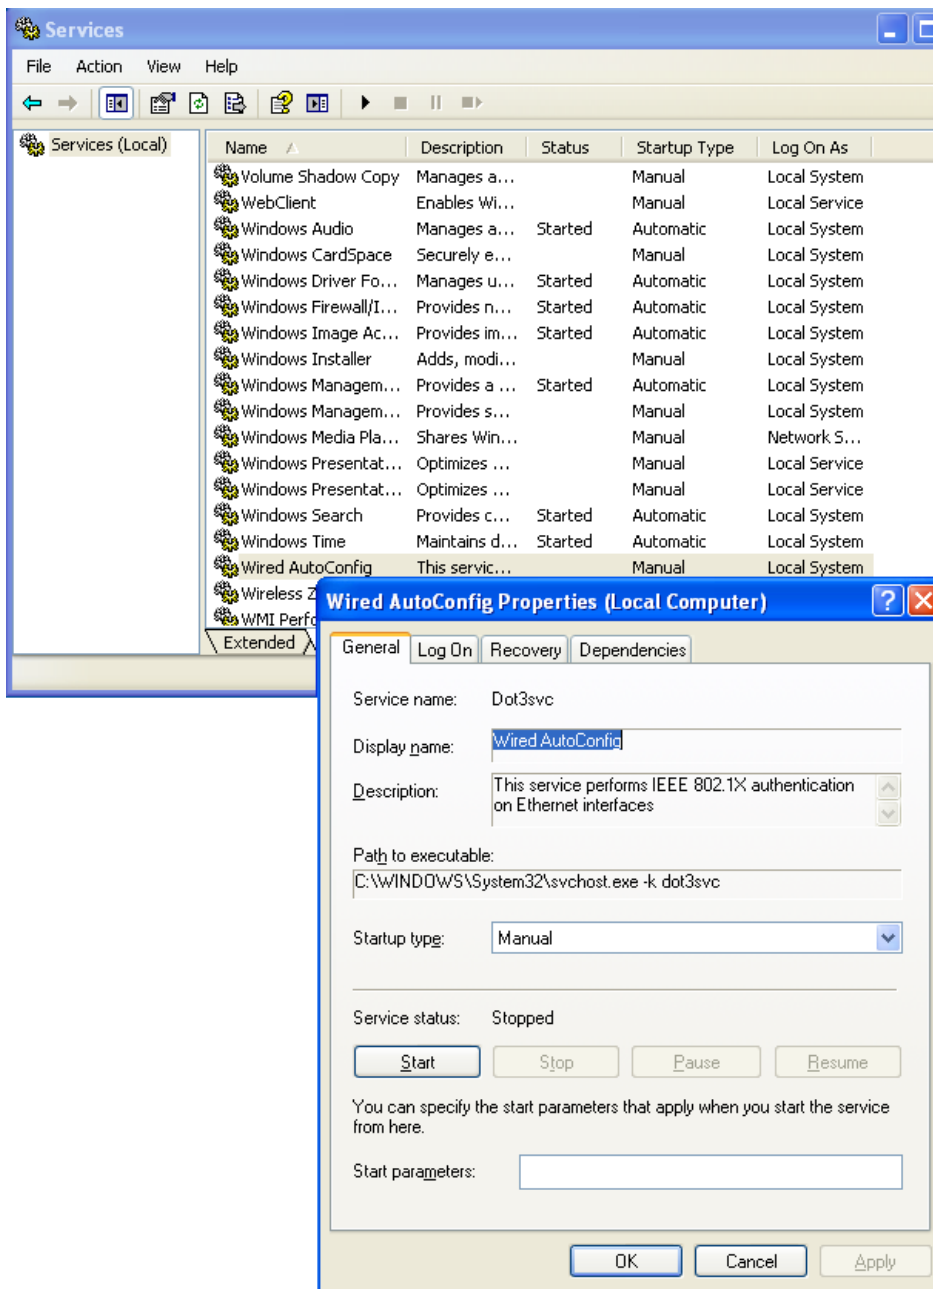 Services
File Action View Help
Services (Local)
Name Description Status Startup Type Log On As
Volume Shadow Copy Manages a... Manual Local System
WebClient Enables Wi... Manual Local Service
Windows Audio Manages a... Started Automatic Local System
Windows CardSpace Securely e... Manual Local System
Windows Driver Fo... Manages u... Started Automatic Local System
Windows Firewall/I... Provides n... Started Automatic Local System
Windows Image Ac... Provides im... Started Automatic Local System
Windows Installer Adds, modi... Manual Local System
Windows Managem... Provides a ... Started Automatic Local System
Windows Managem... Provides s... Manual Local System
Windows Media Pla... Shares Win... Manual Network S...
Windows Presentat... Optimizes ... Manual Local Service
Windows Presentat... Optimizes ... Manual Local Service
Windows Search Provides c... Started Automatic Local System
Windows Time Maintains d... Started Automatic Local System
Wired AutoConfig This servic... Manual Local System
Wireless Z
WMI Perfo
Extended
Wired AutoConfig Properties (Local Computer)
General Log On Recovery Dependencies
Service name: Dot3svc
Display name: Wired AutoConfig
Description: This service performs IEEE 802.1X authentication
on Ethernet interfaces
Path to executable:
C:\WINDOWS\System32\svchost.exe -k dot3svc
Startup type: Manual
Service status: Stopped
Start Stop Pause Resume
You can specify the start parameters that apply when you start the service
from here.
Start parameters:
OK Cancel Apply